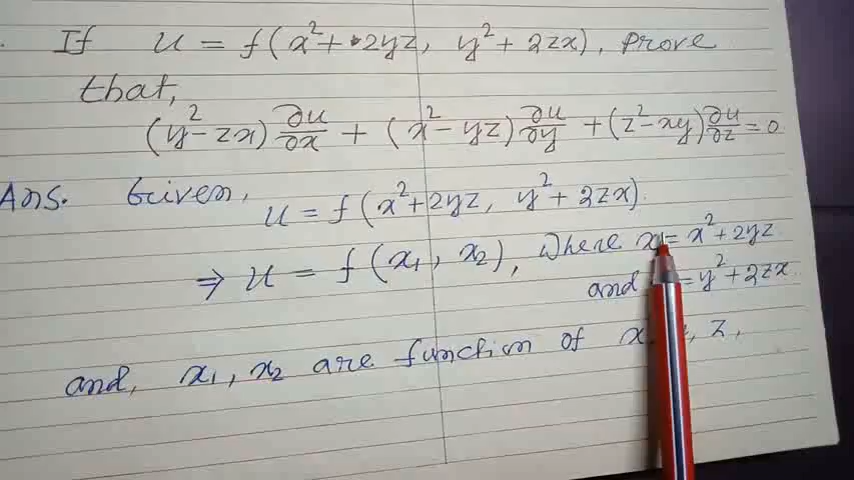 If u = f(x²+2yz, y²+2zx), prove
that,
(y²-zx) ∂u/∂x + (x²-yz) ∂u/∂y + (z²-xy) ∂u/∂z = 0
Ans. Given,
u = f(x²+2yz, y²+2zx).
⇒ u = f(x₁, x₂), where x₁ = x²+2yz
and = y²+2zx.
and, x₁, x₂ are function of x, z,